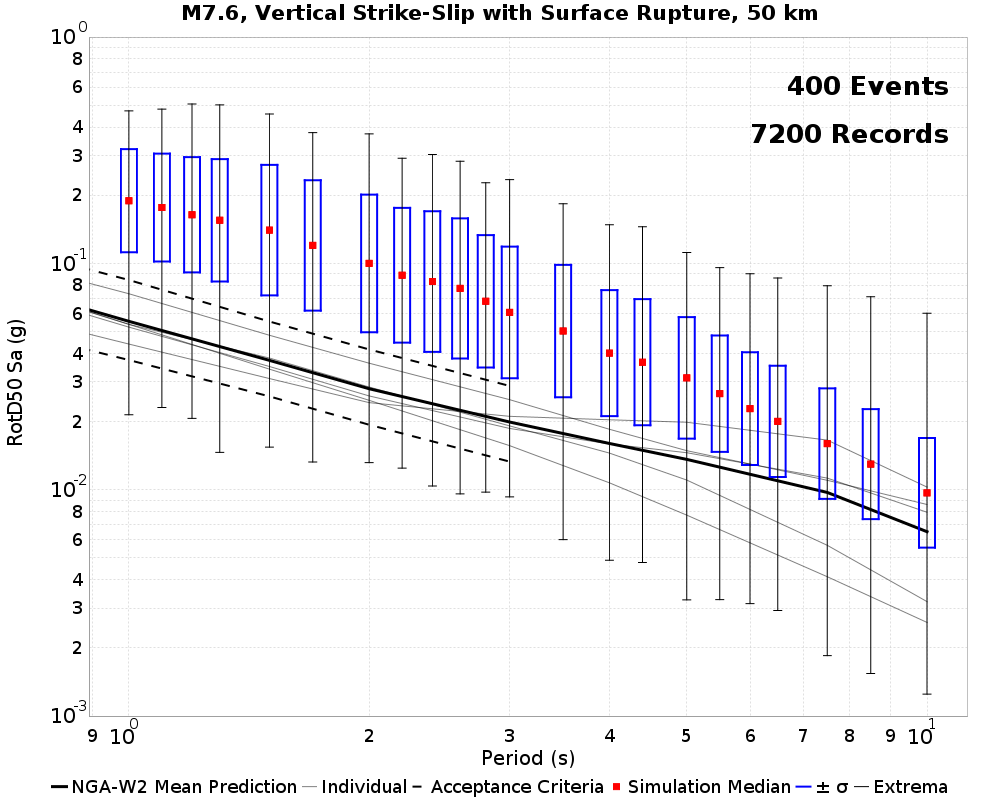 M7.6, Vertical Strike-Slip with Surface Rupture, 50 km
400 Events
7200 Records
RotD50 Sa (g)
10^0
8
6
4
3
2
10^-1
8
6
4
3
2
10^-2
8
6
4
3
2
10^-3
9 10^0 2 3 4 5 6 7 8 9 10^1
Period (s)
NGA-W2 Mean Prediction Individual Acceptance Criteria Simulation Median ± σ Extrema